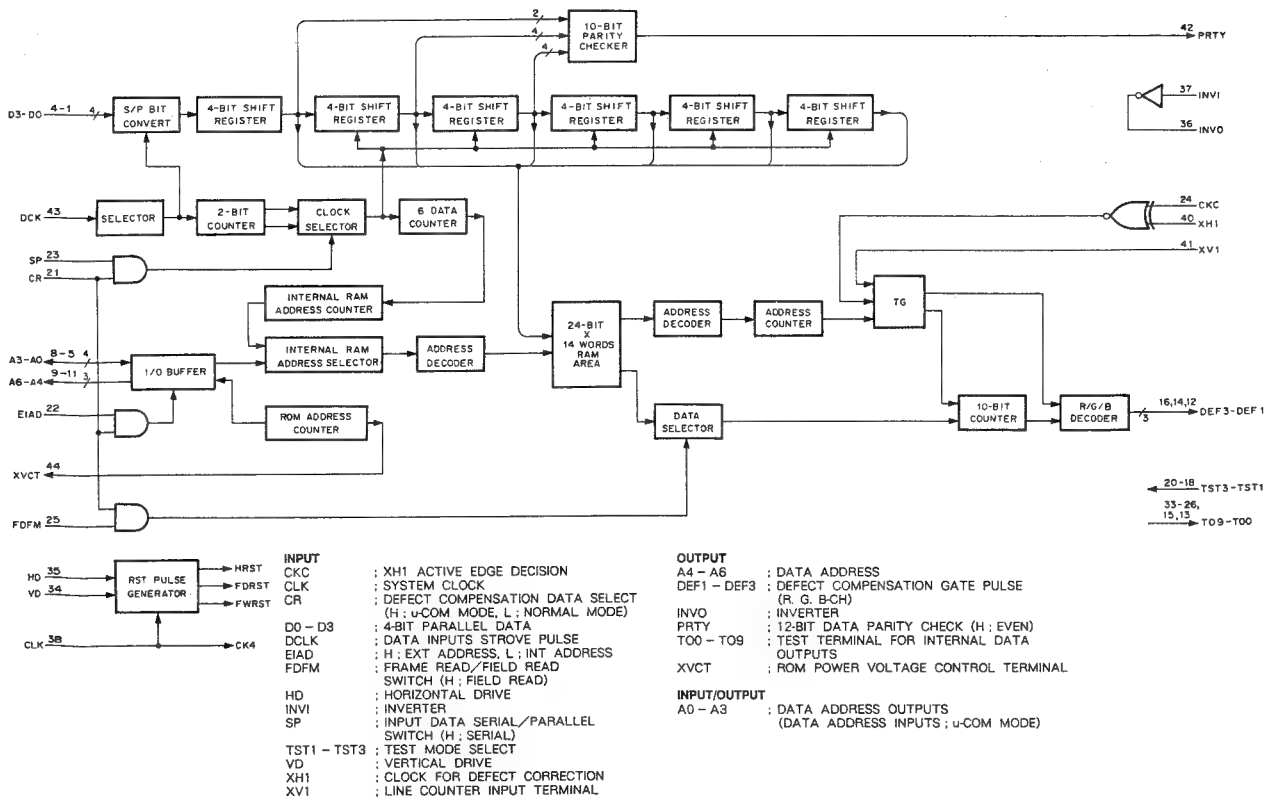 2
4
4
10-BIT
PARITY
CHECKER
42
PRTY
D3-D0
4-1
4
S/P BIT
CONVERT
4-BIT SHIFT
REGISTER
4-BIT SHIFT
REGISTER
4-BIT SHIFT
REGISTER
4-BIT SHIFT
REGISTER
4-BIT SHIFT
REGISTER
4-BIT SHIFT
REGISTER
37
INVI
36
INVO
DCK
43
SELECTOR
2-BIT
COUNTER
CLOCK
SELECTOR
6 DATA
COUNTER
24
CKC
40
XH1
41
XV1
SP
23
CR
21
INTERNAL RAM
ADDRESS COUNTER
TG
24-BIT
X
14 WORDS
RAM
AREA
ADDRESS
DECODER
ADDRESS
COUNTER
A3-A0
8-5
4
A6-A4
9-11
3
I/O BUFFER
INTERNAL RAM
ADDRESS SELECTOR
ADDRESS
DECODER
EIAD
22
ROM ADDRESS
COUNTER
DATA
SELECTOR
10-BIT
COUNTER
R/G/B
DECODER
16,14,12
3
DEF3-DEF1
XVCT
44
20-18
TST3-TST1
33-26,
15,13
TO9-TOO
FDFM
25
HD
35
VD
34
RST PULSE
GENERATOR
HRST
FDRST
FWRST
CLK
38
CK4
INPUT
CKC ; XH1 ACTIVE EDGE DECISION
CLK ; SYSTEM CLOCK
CR ; DEFECT COMPENSATION DATA SELECT
(H ; u-COM MODE, L ; NORMAL MODE)
D0 – D3 ; 4-BIT PARALLEL DATA
DCLK ; DATA INPUTS STROVE PULSE
EIAD ; H ; EXT ADDRESS, L ; INT ADDRESS
FDFM ; FRAME READ/FIELD READ
SWITCH (H ; FIELD READ)
HD ; HORIZONTAL DRIVE
INVI ; INVERTER
SP ; INPUT DATA SERIAL/PARALLEL
SWITCH (H ; SERIAL)
TST1 – TST3 ; TEST MODE SELECT
VD ; VERTICAL DRIVE
XH1 ; CLOCK FOR DEFECT CORRECTION
XV1 ; LINE COUNTER INPUT TERMINAL
OUTPUT
A4 – A6 ; DATA ADDRESS
DEF1 – DEF3 ; DEFECT COMPENSATION GATE PULSE
(R. G. B-CH)
INVO ; INVERTER
PRTY ; 12-BIT DATA PARITY CHECK (H ; EVEN)
TOO – TO9 ; TEST TERMINAL FOR INTERNAL DATA
OUTPUTS
XVCT ; ROM POWER VOLTAGE CONTROL TERMINAL
INPUT/OUTPUT
A0 – A3 ; DATA ADDRESS OUTPUTS
(DATA ADDRESS INPUTS ; u-COM MODE)